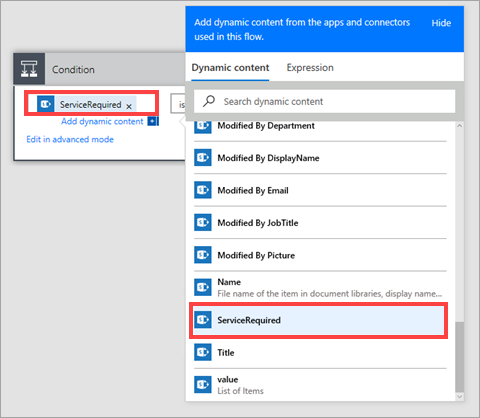 Add dynamic content from the apps and connectors
used in this flow.
Hide
Condition
Dynamic content
Expression
ServiceRequired x
is
Search dynamic content
Add dynamic content +
Edit in advanced mode
Modified By Department
Modified By DisplayName
Modified By Email
Modified By JobTitle
Modified By Picture
Name
File name of the item in document libraries, display name...
ServiceRequired
Title
value
List of Items